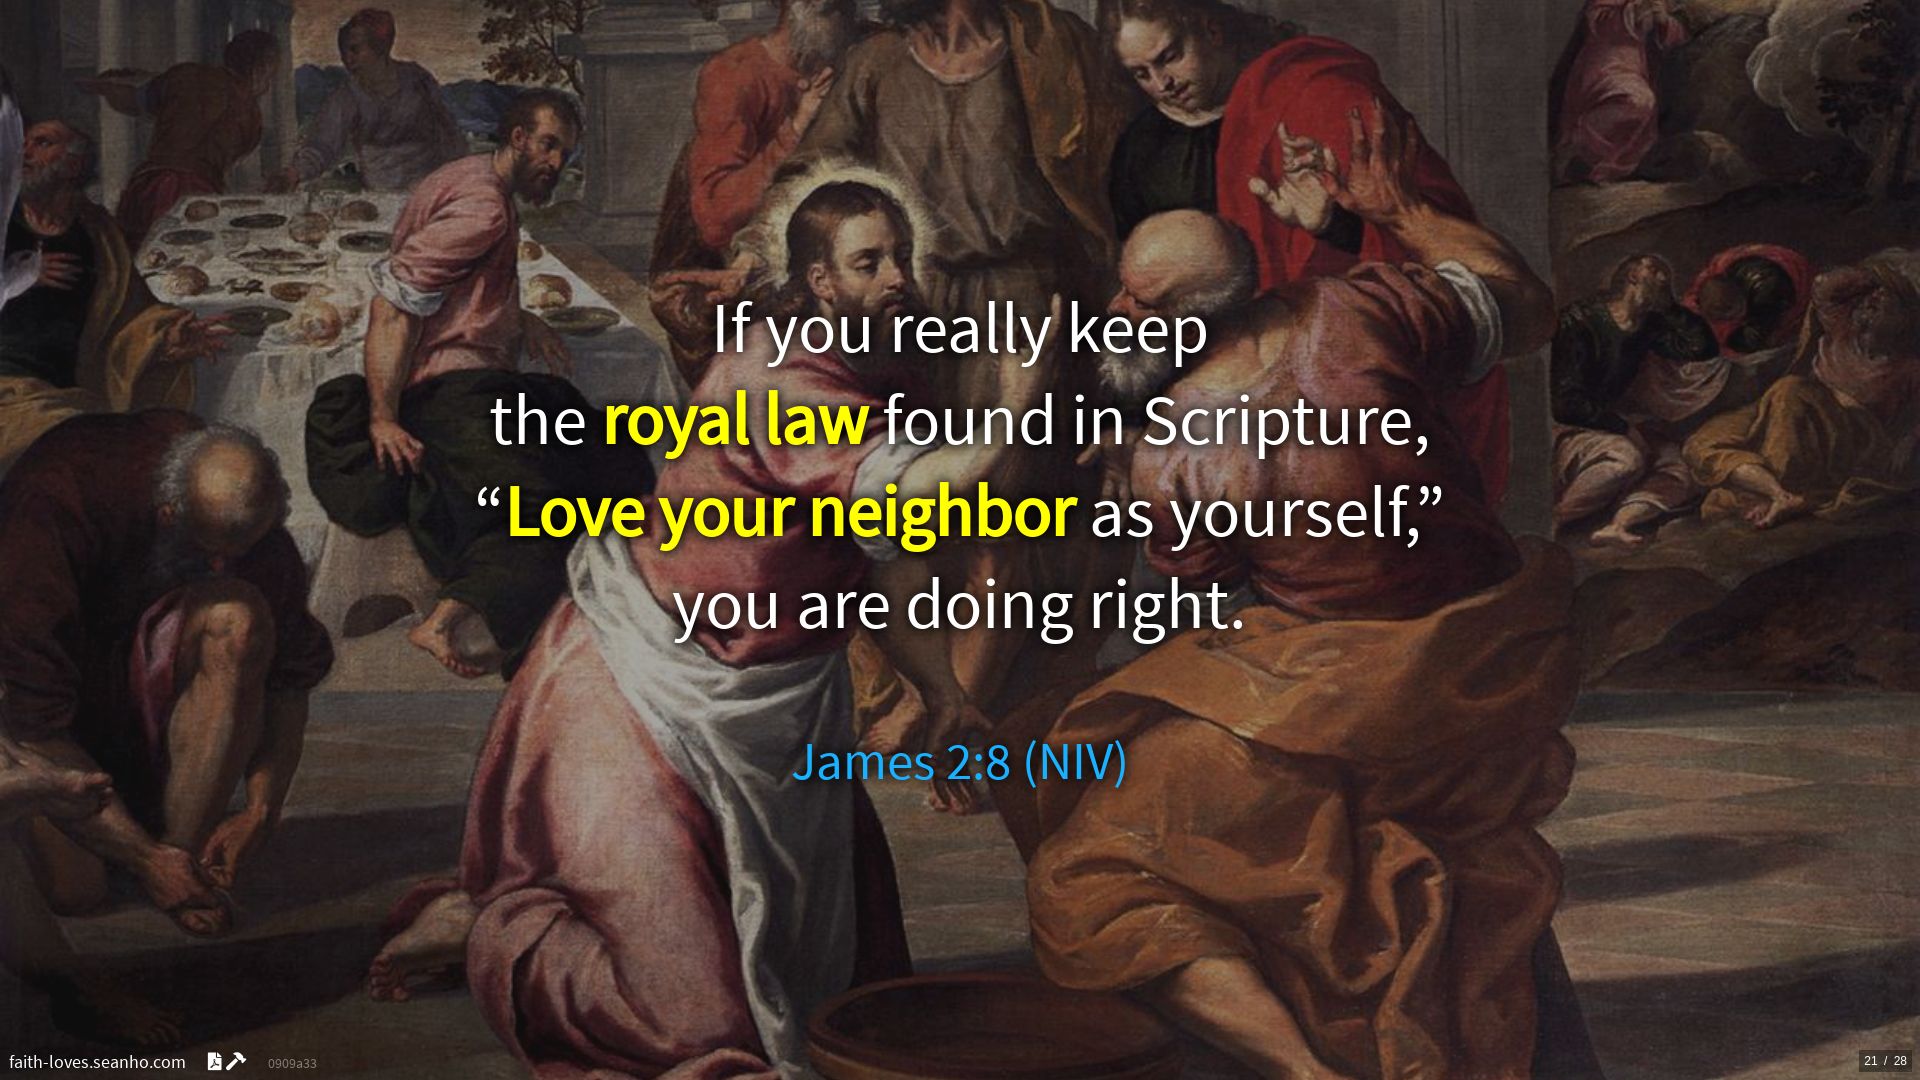 If you really keep
the royal law found in Scripture,
“Love your neighbor as yourself,”
you are doing right.
James 2:8 (NIV)
faith-loves.seanho.com 0909a33
21 / 28